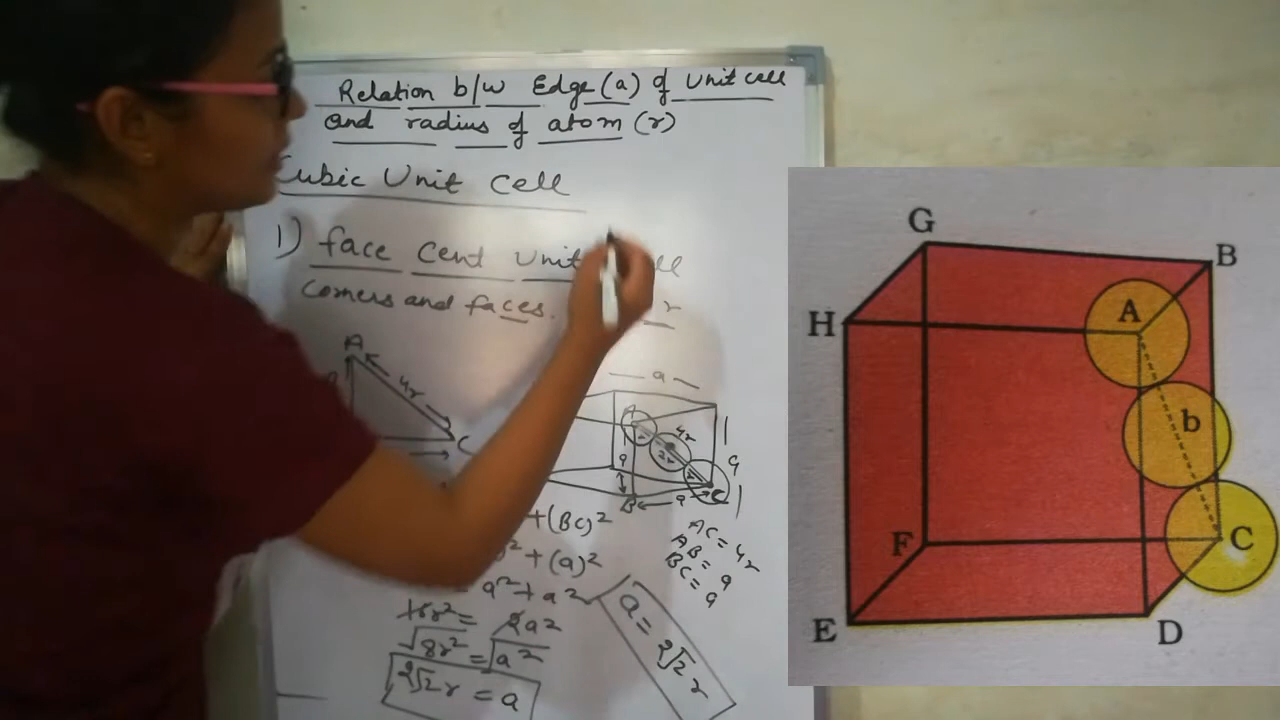 Relation b/w Edge(a) of Unit cell
and radius of atom (r)
Cubic Unit Cell
1) face Cent Unit
corners and faces. r
A
4r
C
a
A
4r
2r
a
a
B
a
C
+(BC)²
² + (a)²
= a² + a²
16r² = 2a²
√8r² = √a²
2√2 r = a
AC = 4r
AB = a
BC = a
a = 2√2 r
G
B
H
A
b
F
C
E
D